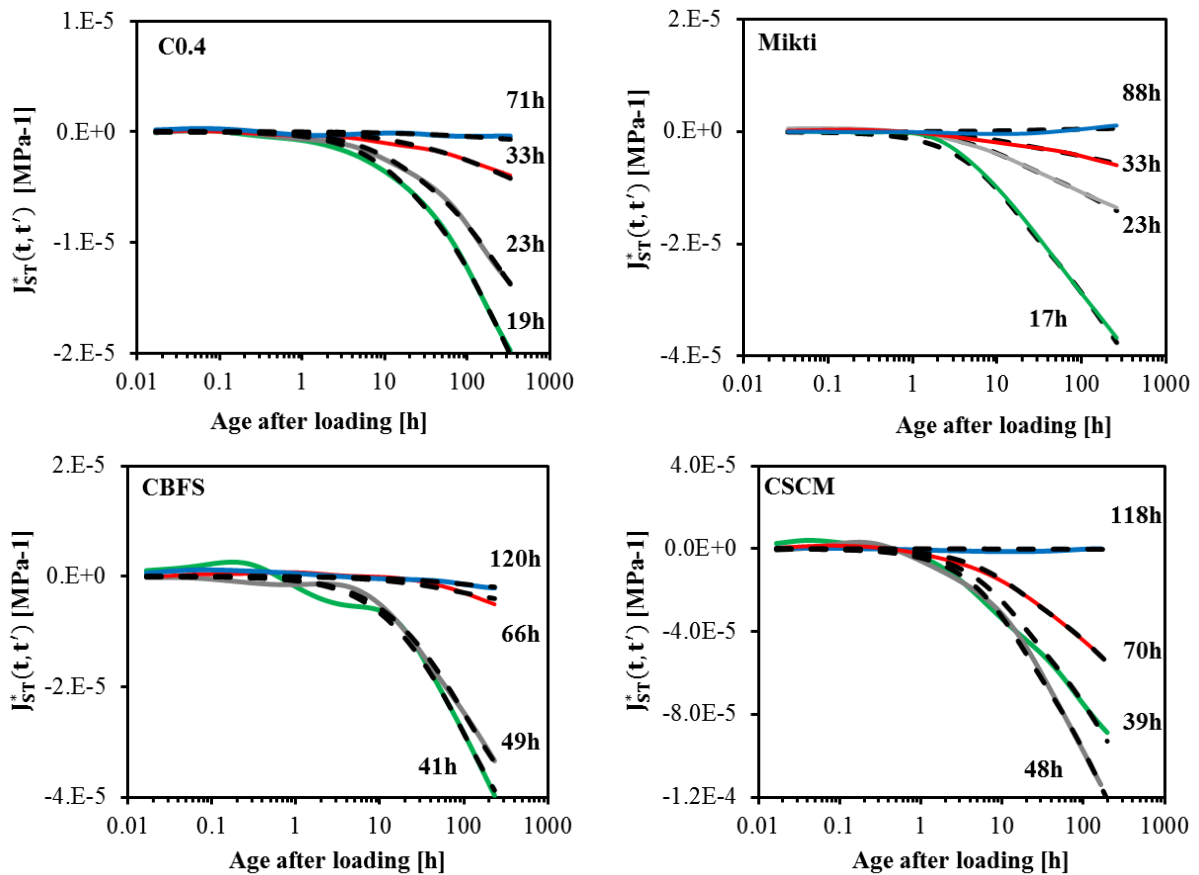 C0.4
1.E-5
0.E+0
-1.E-5
-2.E-5
71h
33h
23h
19h
0.01 0.1 1 10 100 1000
Age after loading [h]
J*ST(t,t′) [MPa-1]
Mikti
2.E-5
0.E+0
-2.E-5
-4.E-5
88h
33h
23h
17h
0.01 0.1 1 10 100 1000
Age after loading [h]
J*ST(t,t′) [MPa-1]
CBFS
2.E-5
0.E+0
-2.E-5
-4.E-5
120h
66h
49h
41h
0.01 0.1 1 10 100 1000
Age after loading [h]
J*ST(t,t′) [MPa-1]
CSCM
4.0E-5
0.0E+0
-4.0E-5
-8.0E-5
-1.2E-4
118h
70h
39h
48h
0.01 0.1 1 10 100 1000
Age after loading [h]
J*ST(t,t′) [MPa-1]